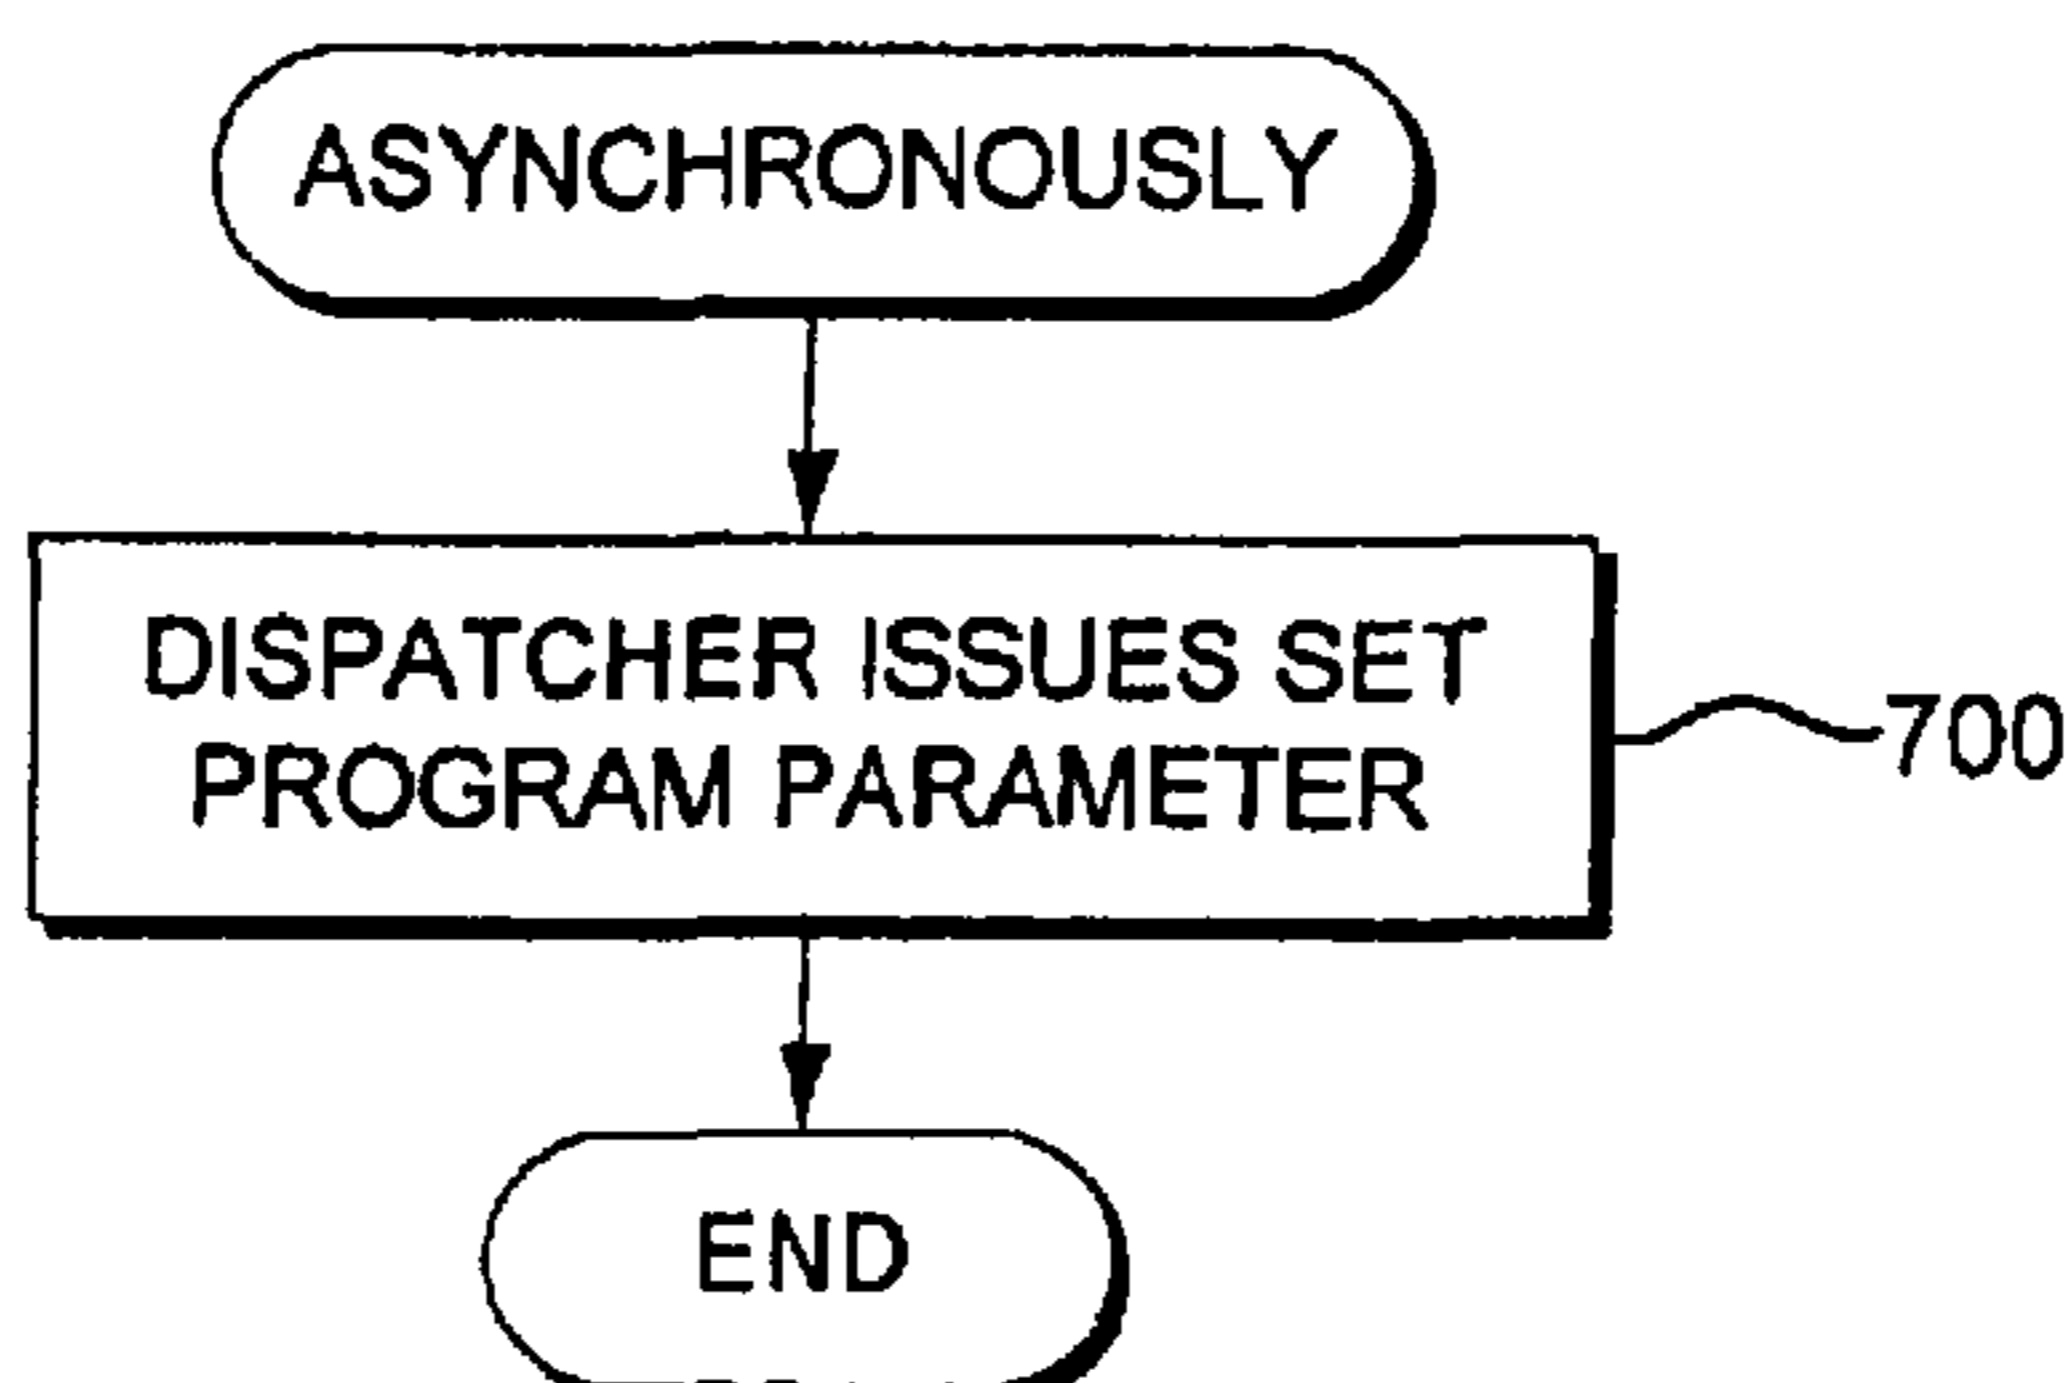 ASYNCHRONOUSLY
DISPATCHER ISSUES SET
PROGRAM PARAMETER
700
END